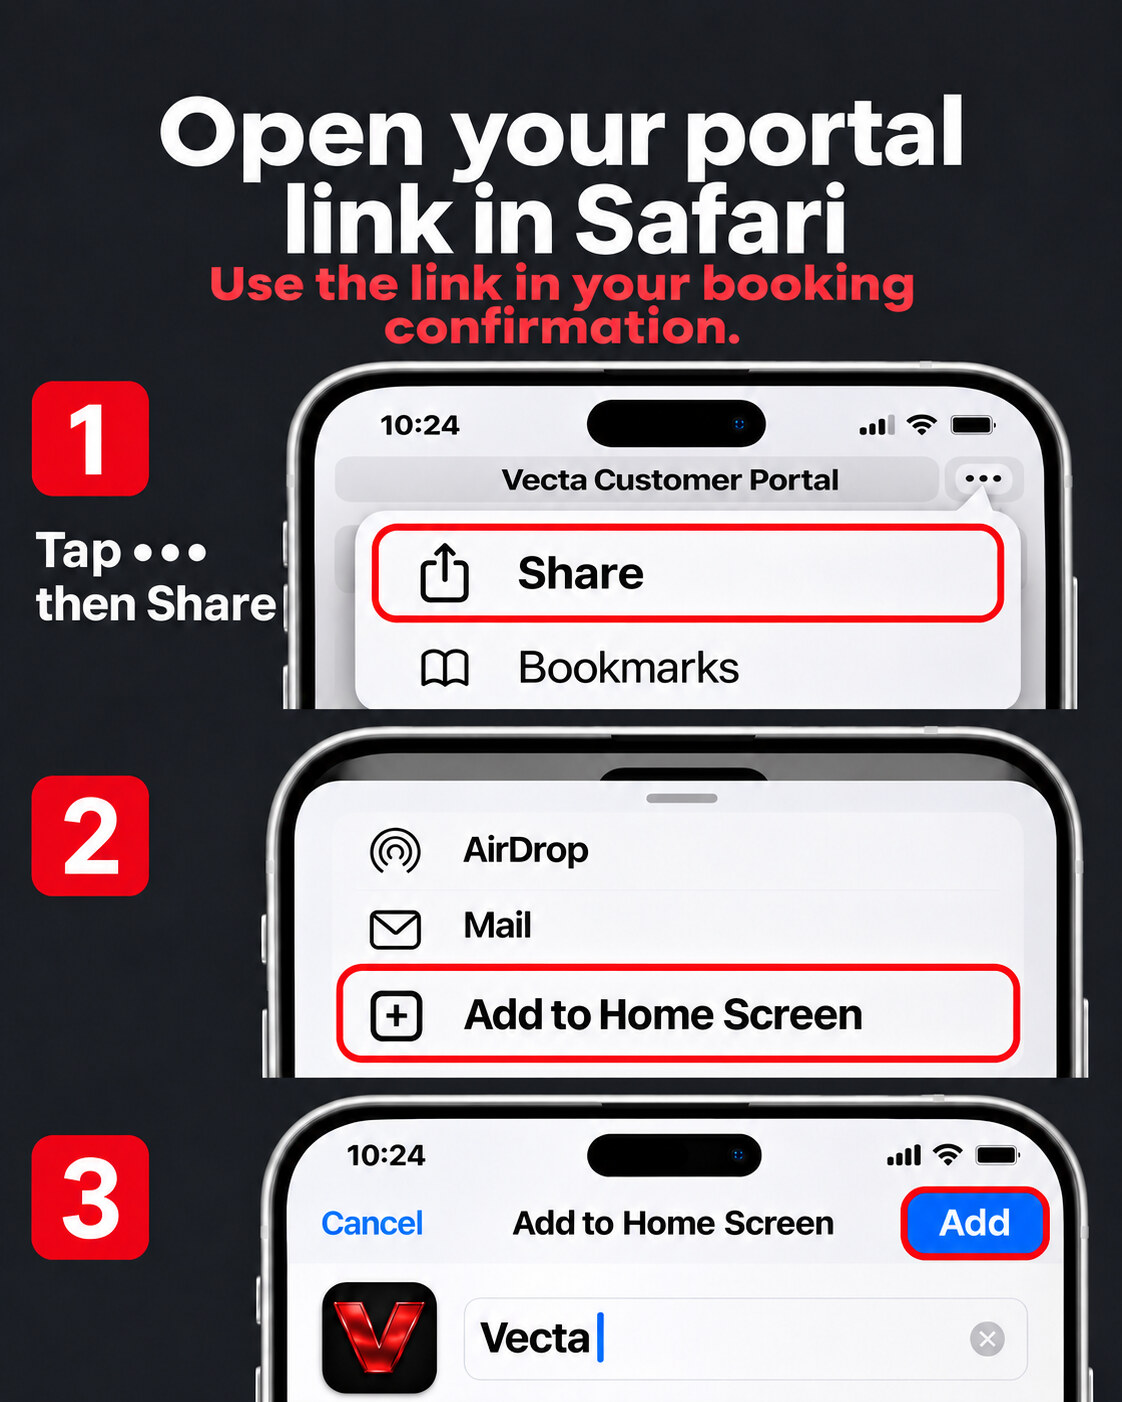 Open your portal
link in Safari
Use the link in your booking
confirmation.
1
Tap •••
then Share
10:24
Vecta Customer Portal
•••
Share
Bookmarks
2
AirDrop
Mail
Add to Home Screen
3
10:24
Cancel
Add to Home Screen
Add
V
Vecta